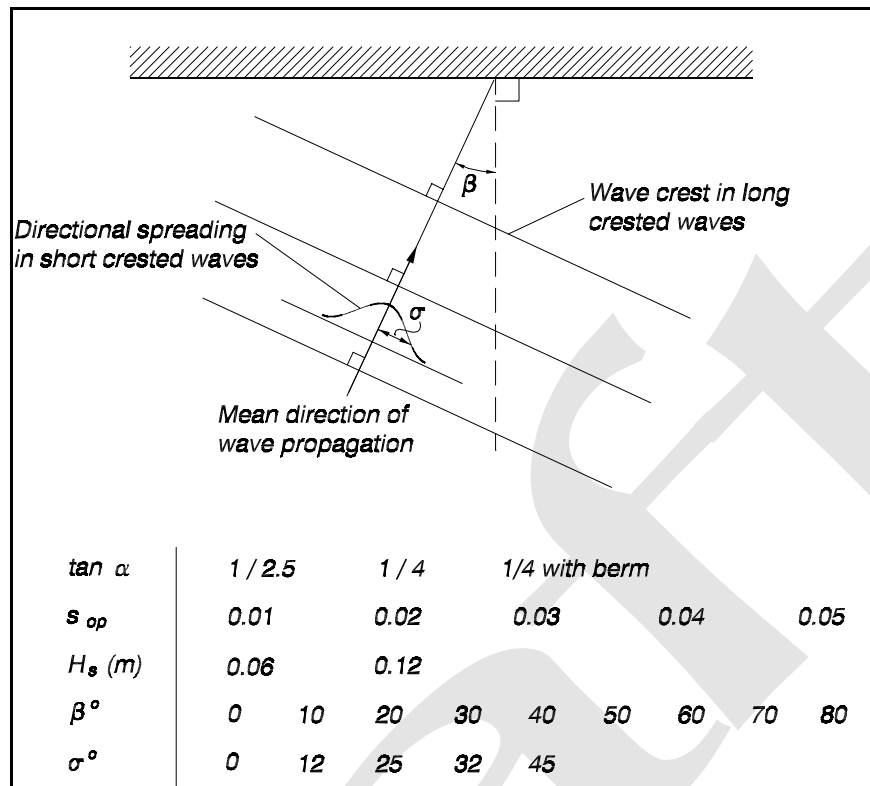 β
Wave crest in long
crested waves
Directional spreading
in short crested waves
σ
Mean direction of
wave propagation
tan α 1 / 2.5 1 / 4 1/4 with berm
s op 0.01 0.02 0.03 0.04 0.05
H s (m) 0.06 0.12
β° 0 10 20 30 40 50 60 70 80
σ° 0 12 25 32 45